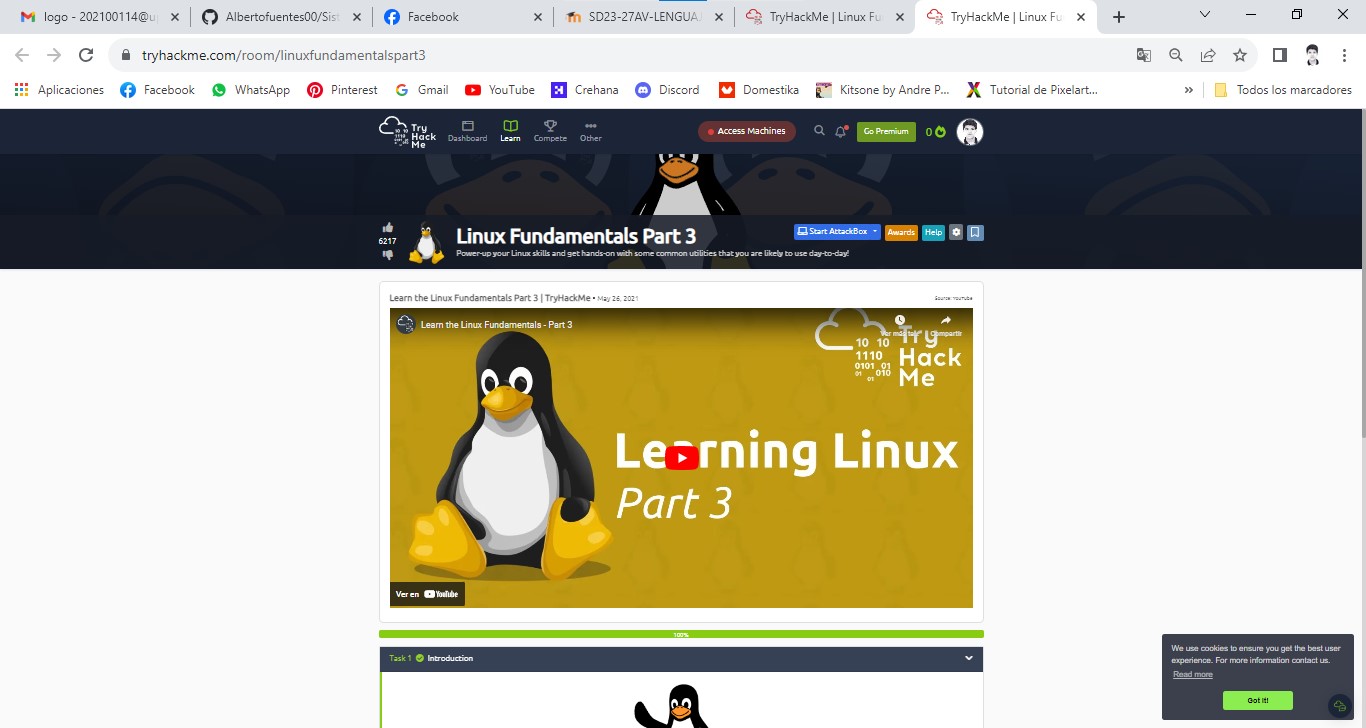 logo - 202100114@u
Albertofuentes00/Sist
Facebook
SD23-27AV-LENGUAJ
TryHackMe | Linux Fu
TryHackMe | Linux Fu
tryhackme.com/room/linuxfundamentalspart3
Aplicaciones
Facebook
WhatsApp
Pinterest
Gmail
YouTube
Crehana
Discord
Domestika
Kitsone by Andre P...
Tutorial de Pixelart...
»
Todos los marcadores
Try
Hack
Me
Dashboard
Learn
Compete
Other
Access Machines
Go Premium
0
6217
Linux Fundamentals Part 3
Power-up your Linux skills and get hands-on with some common utilities that you are likely to use day-to-day!
Start AttackBox
Awards
Help
Learn the Linux Fundamentals Part 3 | TryHackMe • May 26, 2021
Source: YouTube
Learn the Linux Fundamentals - Part 3
Ver más tar...
Compartir
10 10
1110
0101 01
01 010
01
Try
Hack
Me
Learning Linux
Part 3
Ver en YouTube
100%
Task 1 Introduction
We use cookies to ensure you get the best user
experience. For more information contact us.
Read more
Got it!